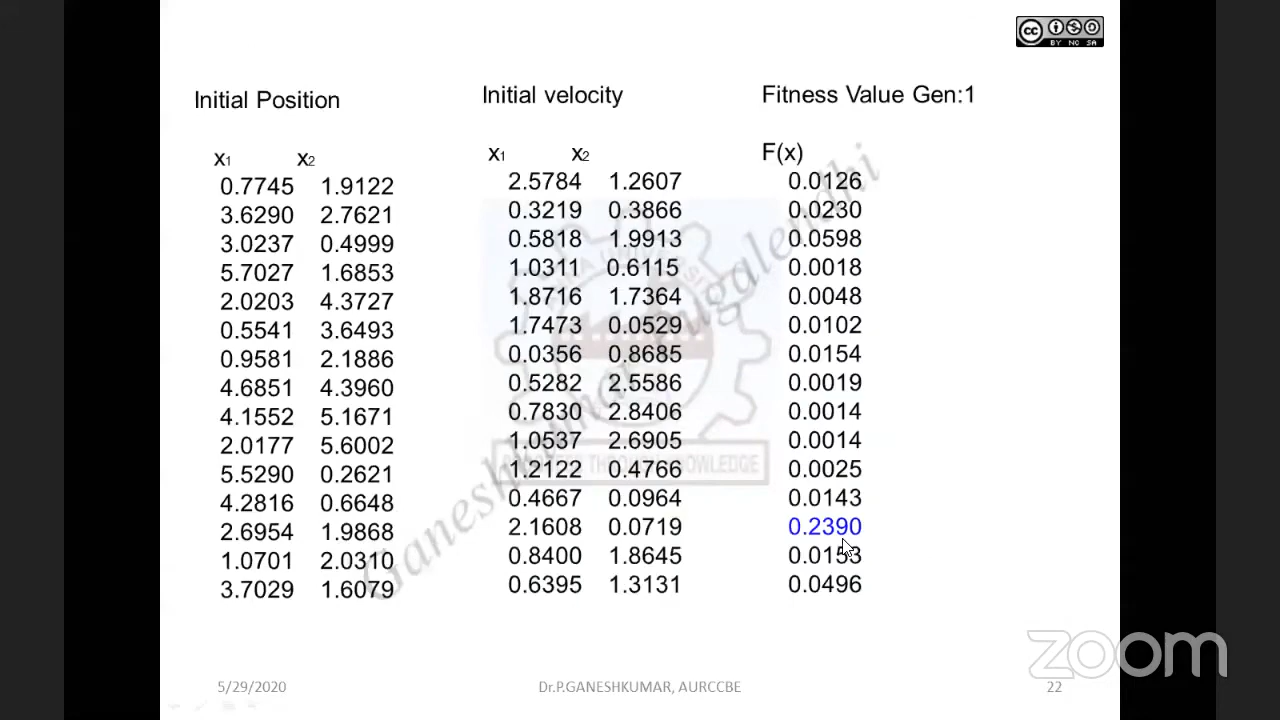 cc BY NC SA
Initial Position Initial velocity Fitness Value Gen:1
x1 x2 x1 x2 F(x)
0.7745 1.9122 2.5784 1.2607 0.0126
3.6290 2.7621 0.3219 0.3866 0.0230
3.0237 0.4999 0.5818 1.9913 0.0598
5.7027 1.6853 1.0311 0.6115 0.0018
2.0203 4.3727 1.8716 1.7364 0.0048
0.5541 3.6493 1.7473 0.0529 0.0102
0.9581 2.1886 0.0356 0.8685 0.0154
4.6851 4.3960 0.5282 2.5586 0.0019
4.1552 5.1671 0.7830 2.8406 0.0014
2.0177 5.6002 1.0537 2.6905 0.0014
5.5290 0.2621 1.2122 0.4766 0.0025
4.2816 0.6648 0.4667 0.0964 0.0143
2.6954 1.9868 2.1608 0.0719 0.2390
1.0701 2.0310 0.8400 1.8645 0.0153
3.7029 1.6079 0.6395 1.3131 0.0496
THROUGH KNOWLEDGE
zoom
5/29/2020 Dr.P.GANESHKUMAR, AURCCBE 22